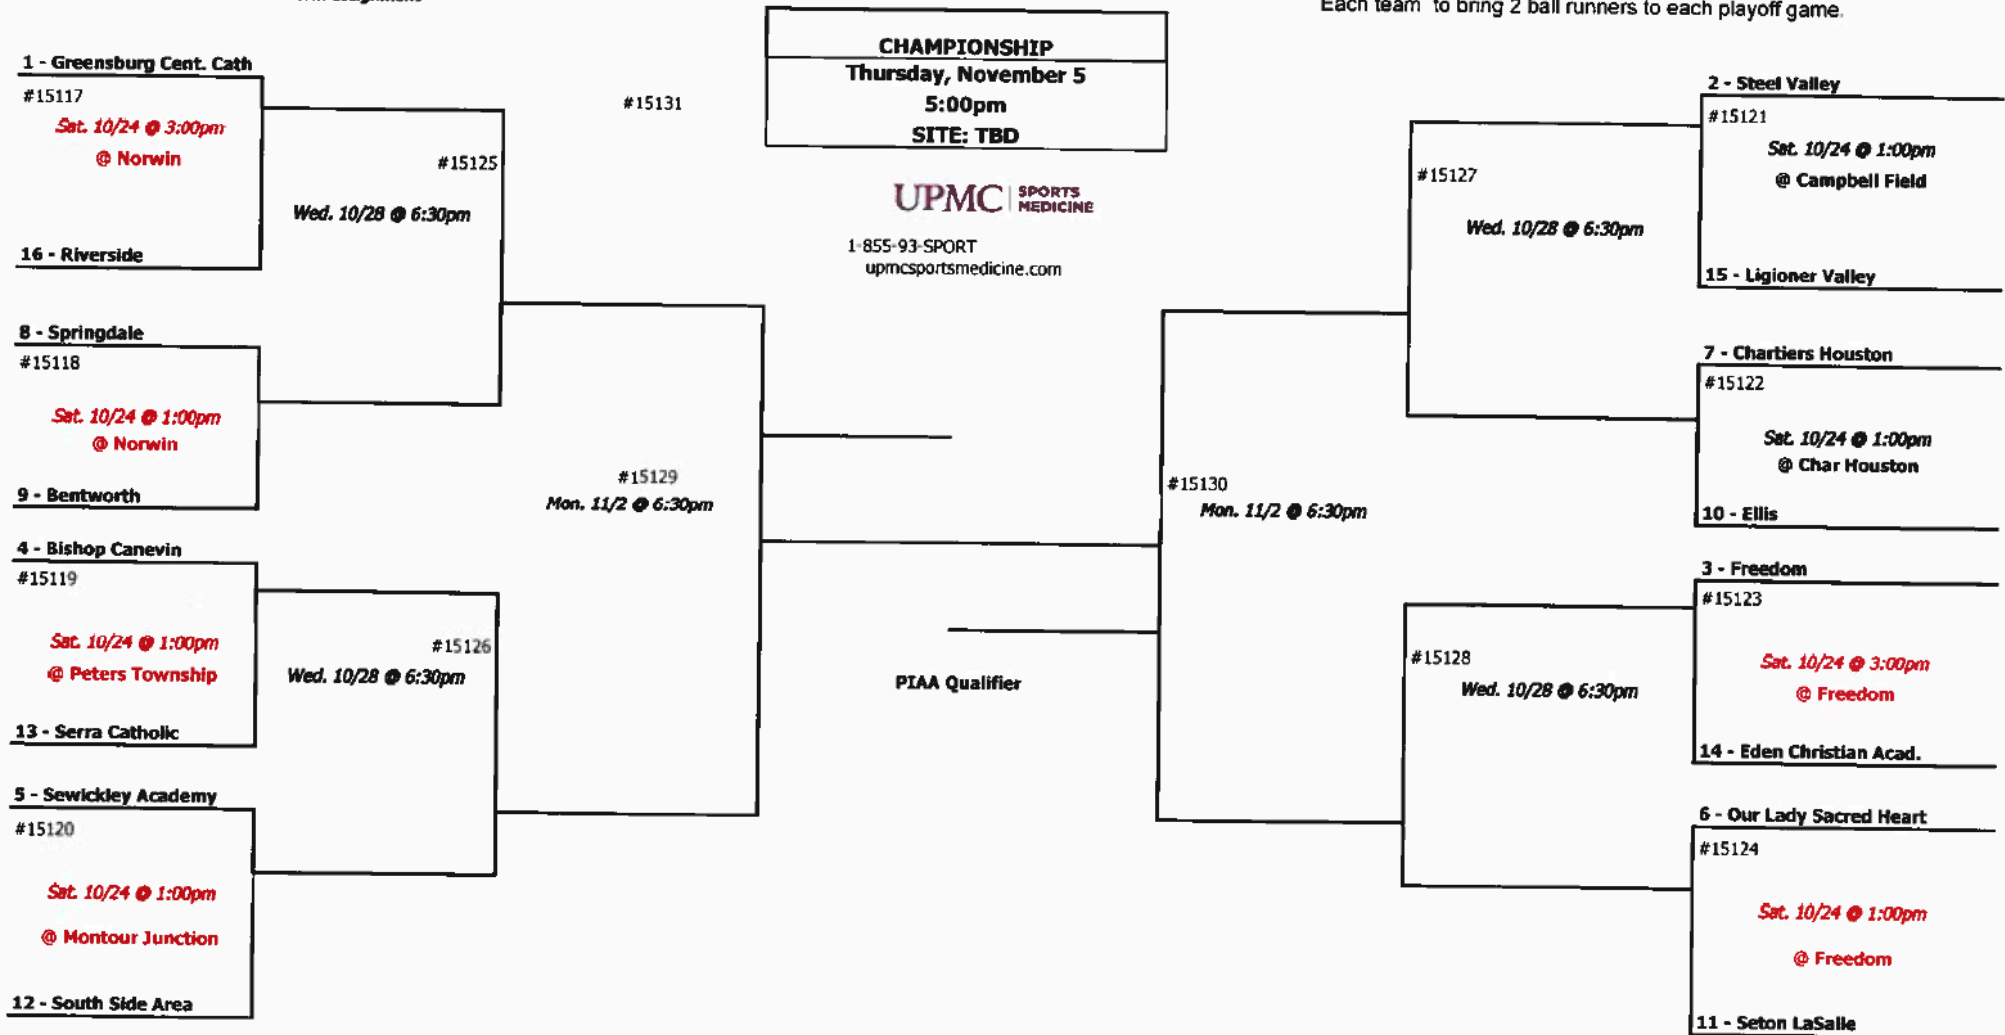 Each team to bring 2 ball runners to each playoff game.
CHAMPIONSHIP
Thursday, November 5
5:00pm
SITE: TBD
#15131
UPMC SPORTS MEDICINE
1-855-93-SPORT
upmcsportsmedicine.com
1 - Greensburg Cent. Cath
#15117
Sat. 10/24 @ 3:00pm
@ Norwin
16 - Riverside
#15125
Wed. 10/28 @ 6:30pm
8 - Springdale
#15118
Sat. 10/24 @ 1:00pm
@ Norwin
9 - Bentworth
#15129
Mon. 11/2 @ 6:30pm
4 - Bishop Canevin
#15119
Sat. 10/24 @ 1:00pm
@ Peters Township
13 - Serra Catholic
#15126
Wed. 10/28 @ 6:30pm
5 - Sewickley Academy
#15120
Sat. 10/24 @ 1:00pm
@ Montour Junction
12 - South Side Area
PIAA Qualifier
2 - Steel Valley
#15121
Sat. 10/24 @ 1:00pm
@ Campbell Field
15 - Ligioner Valley
#15127
Wed. 10/28 @ 6:30pm
7 - Chartiers Houston
#15122
Sat. 10/24 @ 1:00pm
@ Char Houston
10 - Ellis
#15130
Mon. 11/2 @ 6:30pm
3 - Freedom
#15123
Sat. 10/24 @ 3:00pm
@ Freedom
14 - Eden Christian Acad.
#15128
Wed. 10/28 @ 6:30pm
6 - Our Lady Sacred Heart
#15124
Sat. 10/24 @ 1:00pm
@ Freedom
11 - Seton LaSalle